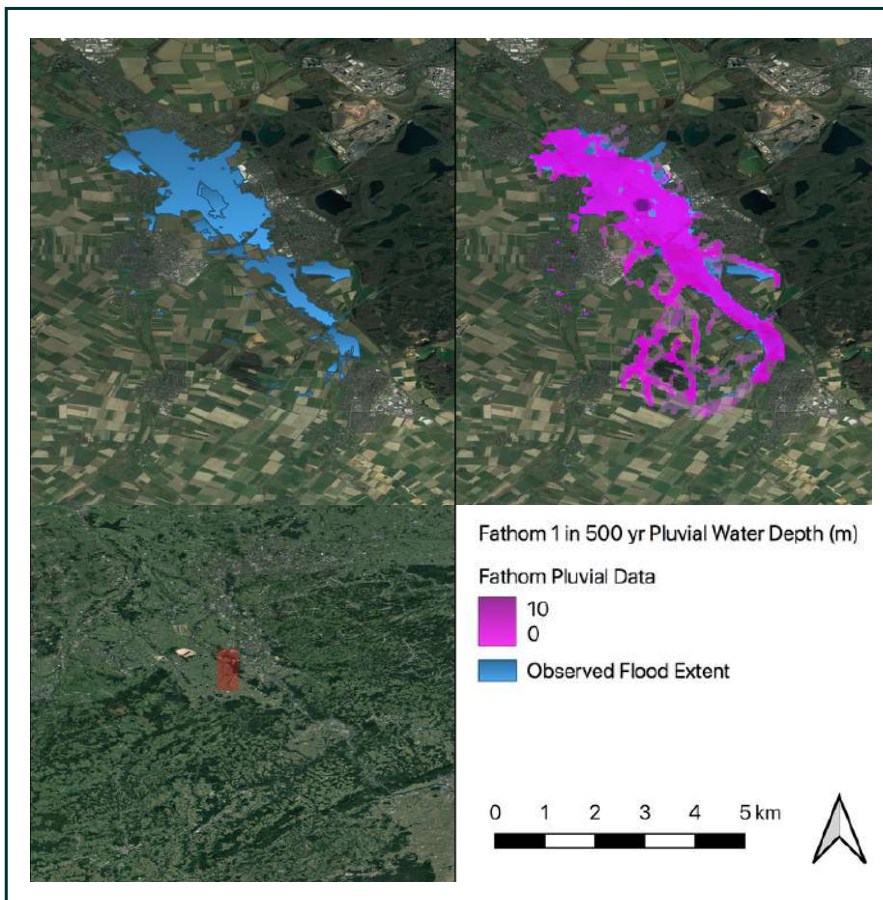 Fathom 1 in 500 yr Pluvial Water Depth (m)
Fathom Pluvial Data
10
0
Observed Flood Extent
0 1 2 3 4 5 km